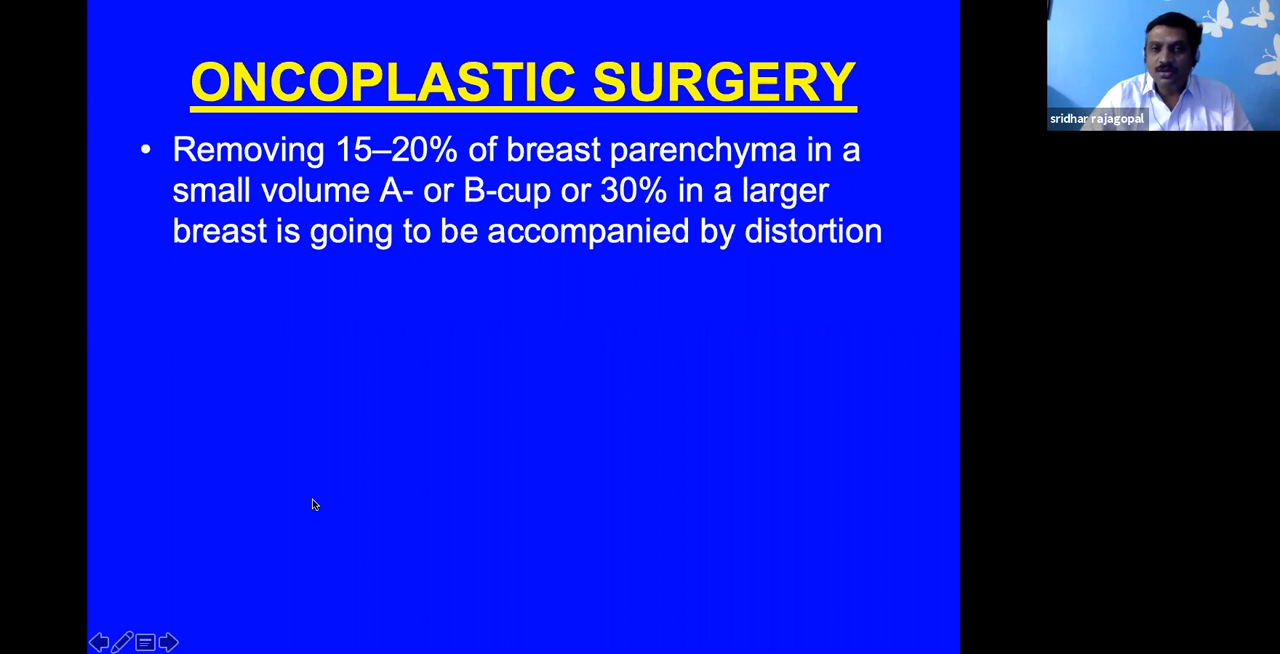 ONCOPLASTIC SURGERY
• Removing 15–20% of breast parenchyma in a
small volume A- or B-cup or 30% in a larger
breast is going to be accompanied by distortion
sridhar rajagopal